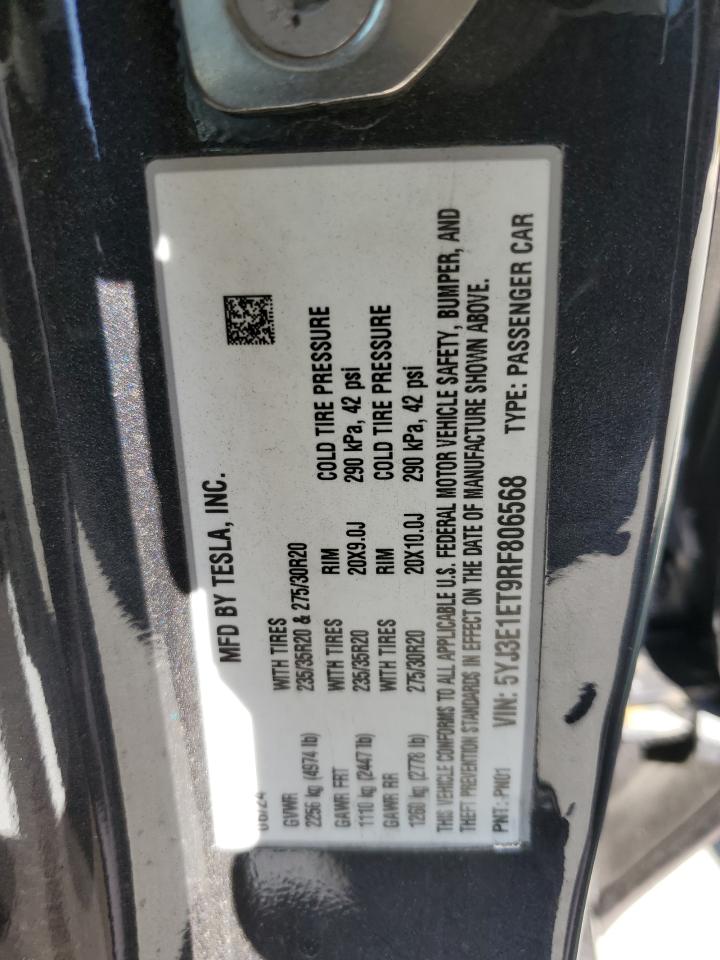 MFD BY TESLA, INC.
GVWR WITH TIRES
2256 kg (4974 lb) 235/35R20 & 275/30R20
GAWR FRT WITH TIRES RIM COLD TIRE PRESSURE
1110 kg (2447 lb) 235/35R20 20X9.0J 290 kPa, 42 psi
GAWR RR WITH TIRES RIM COLD TIRE PRESSURE
1260 kg (2778 lb) 275/30R20 20X10.0J 290 kPa, 42 psi
THIS VEHICLE CONFORMS TO ALL APPLICABLE U.S. FEDERAL MOTOR VEHICLE SAFETY, BUMPER, AND
THEFT PREVENTION STANDARDS IN EFFECT ON THE DATE OF MANUFACTURE SHOWN ABOVE.
PNT: PN01 VIN: 5YJ3E1ET9RF806568 TYPE: PASSENGER CAR